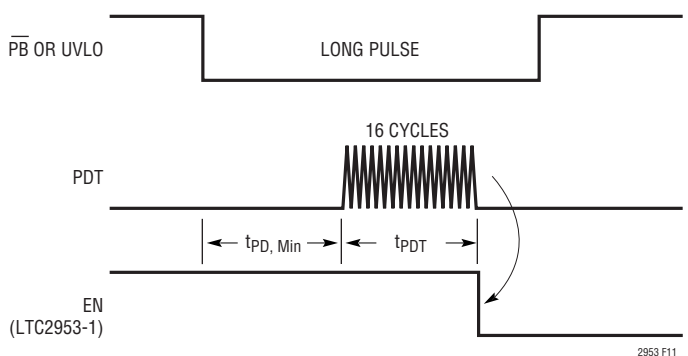 PB OR UVLO
LONG PULSE
16 CYCLES
PDT
tPD, Min
tPDT
EN
(LTC2953-1)
2953 F11